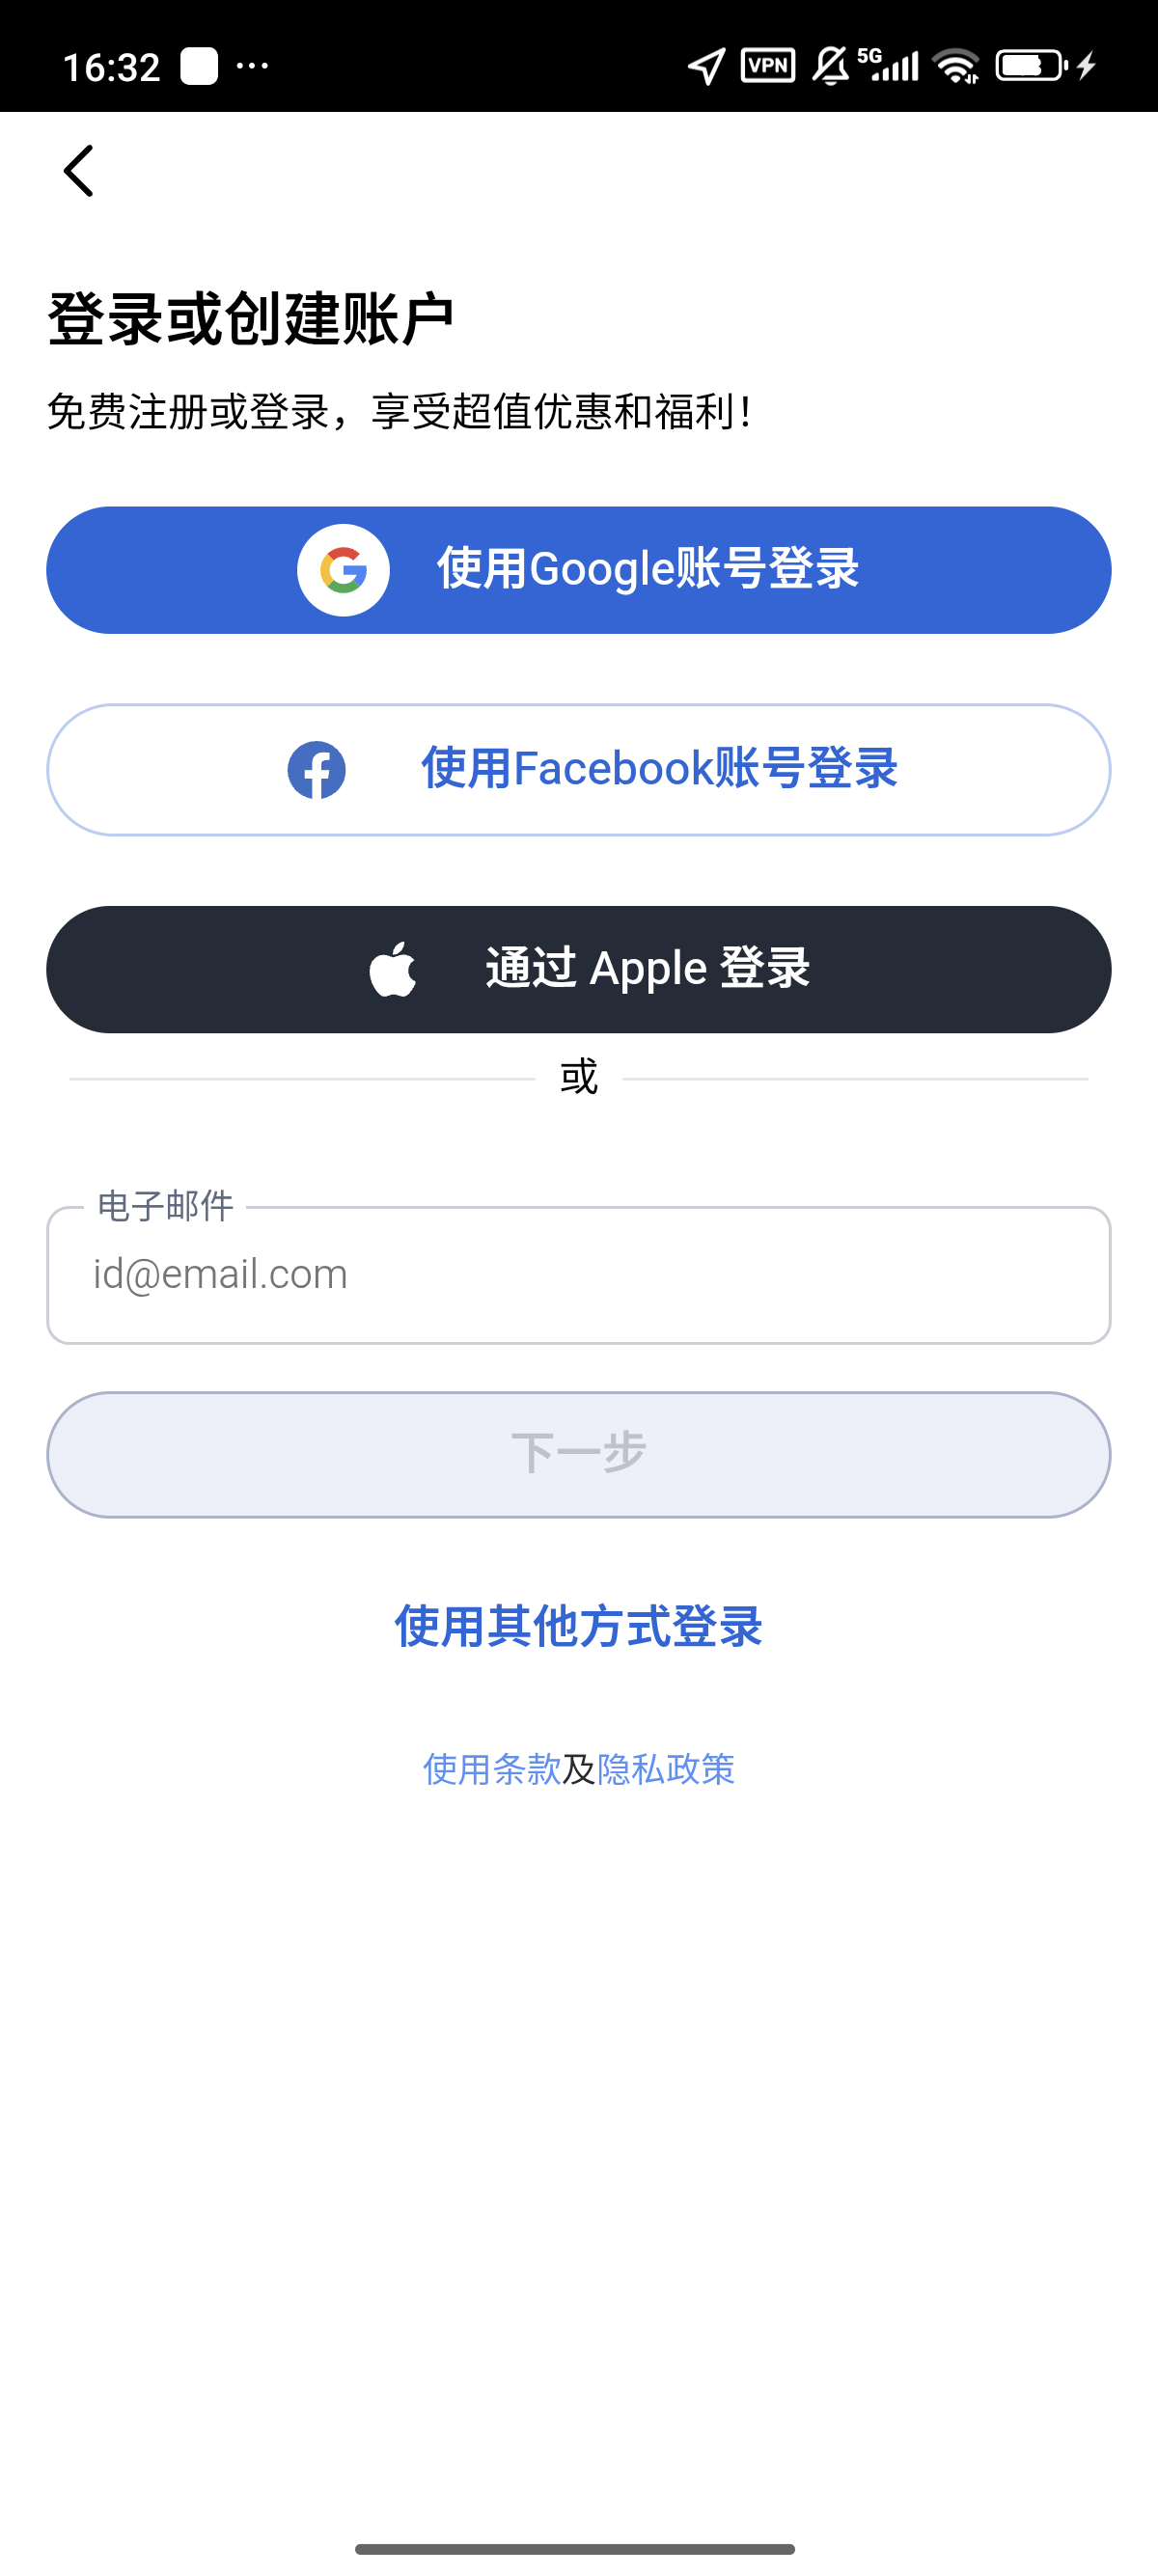 16:32
VPN
5G
登录或创建账户
免费注册或登录，享受超值优惠和福利！
使用Google账号登录
使用Facebook账号登录
通过 Apple 登录
或
电子邮件
id@email.com
下一步
使用其他方式登录
使用条款及隐私政策